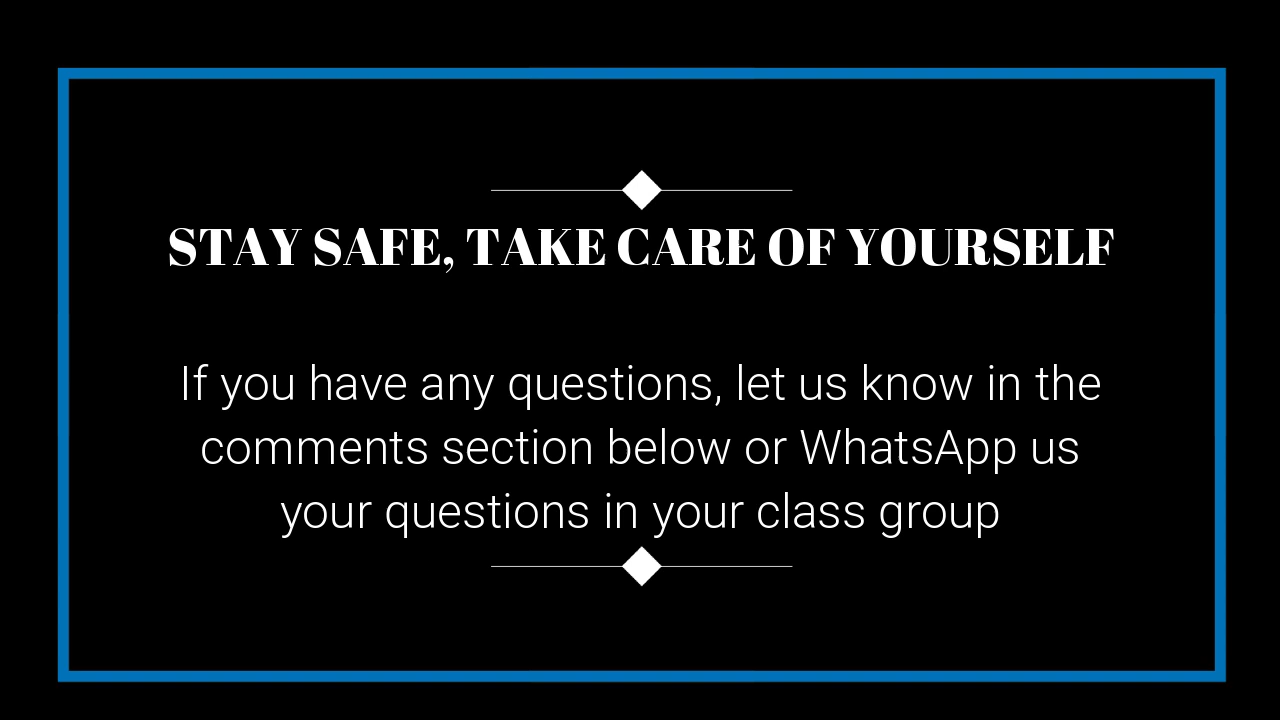 STAY SAFE, TAKE CARE OF YOURSELF
If you have any questions, let us know in the
comments section below or WhatsApp us
your questions in your class group